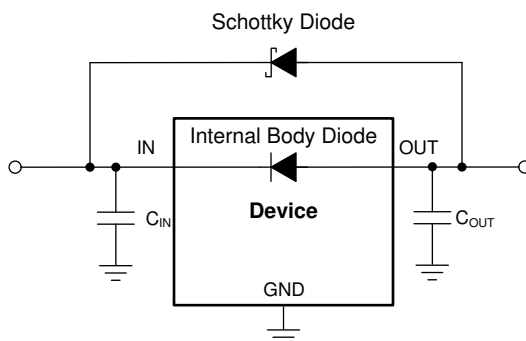 Schottky Diode
IN
Internal Body Diode
OUT
C_IN
Device
C_OUT
GND